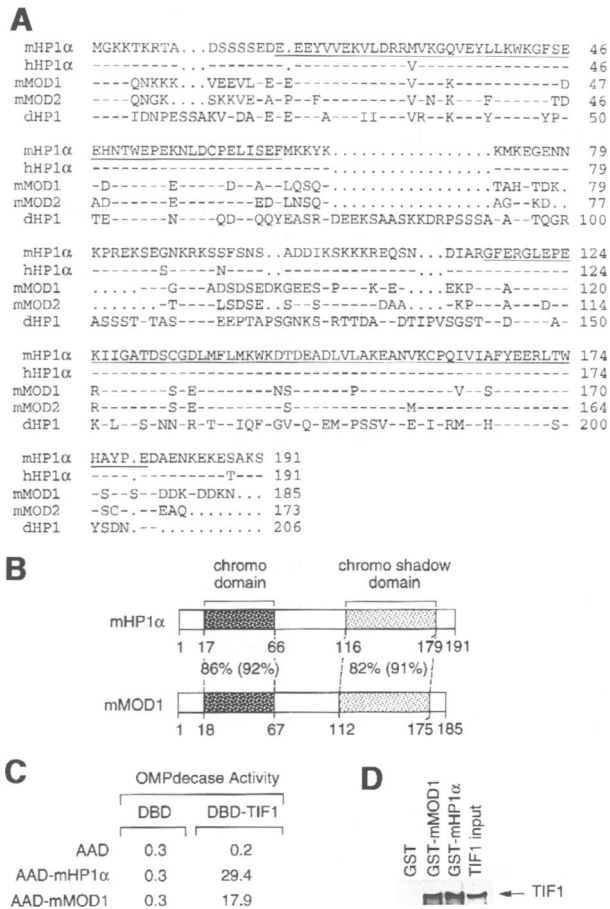 A
mHP1α MGKKTKRTA...DSSSSEDE.EEYVVEKVLDRRMVKGQVEYLLKWKGFSE 46
hHP1α ---------...--------.------------V---------------- 46
mMOD1 ----QNKKK...VEEVL-E-E------------V---K-----------D 47
mMOD2 ----QNGK-...SKKVE-A-P---F--------V-N-K----F-----TD 46
dHP1 ----IDNPESSAKV-DA-E-E---A---II---VR--K----Y----YP- 50
mHP1α EHNTWEPEKNLDCPELISEFMKKYK................KMKEGENN 79
hHP1α -------------------------................-------- 79
mMOD1 -D-----E----D--A--LQSQ-................TAH-TDK. 79
mMOD2 AD-----E------ED-LNSQ-................AG--KD. 77
dHP1 TE-----N---QD--QQYEASR-DEEKSAASKKDRPSSSA-A--TQGR 100
mHP1α KPREKSEGNKRKSSFSNS..ADDIKSKKKREQSN...DIARGFERGLEPE 124
hHP1α --------S-----N---..--------------...------------- 124
mMOD1 ......--G---ADSDSEDKGEES-P---K-E-...EKP----A----- 120
mMOD2 ......--T----LSDSE.-S--S------DAA...-KP----A---D- 114
dHP1 ASSST-TAS----EEPTAPSGNKS-RTTDA--DTIPVSGST--D----A- 150
mHP1α KIIGATDSCGDLMFLMKWKDTDEADLVLAKEANVKCPQIVIAFYEERLTW 174
hHP1α -------------------------------------------------- 174
mMOD1 R-------S-E--------NS------P---------V--S--------- 170
mMOD2 R-------S-E---------S------------M---------------- 164
dHP1 K-L--S-NN-R-T--IQF-GV-Q-EM-PSSV--E-I-RM--H-----S- 200
mHP1α HAYP.EDAENKEKESAKS 191
hHP1α ----.----------T-- 191
mMOD1 -S--S--DDK-DDKN... 185
mMOD2 -SC-.---EAQ....... 173
dHP1 YSDN.--........... 206
B
chromo domain chromo shadow domain
mHP1α
1 17 66 116 179 191
86% (92%) 82% (91%)
mMOD1
1 18 67 112 175 185
C
OMPdecase Activity
DBD DBD-TIF1
AAD 0.3 0.2
AAD-mHP1α 0.3 29.4
AAD-mMOD1 0.3 17.9
D
GST
GST-mMOD1
GST-mHP1α
TIF1 input
TIF1